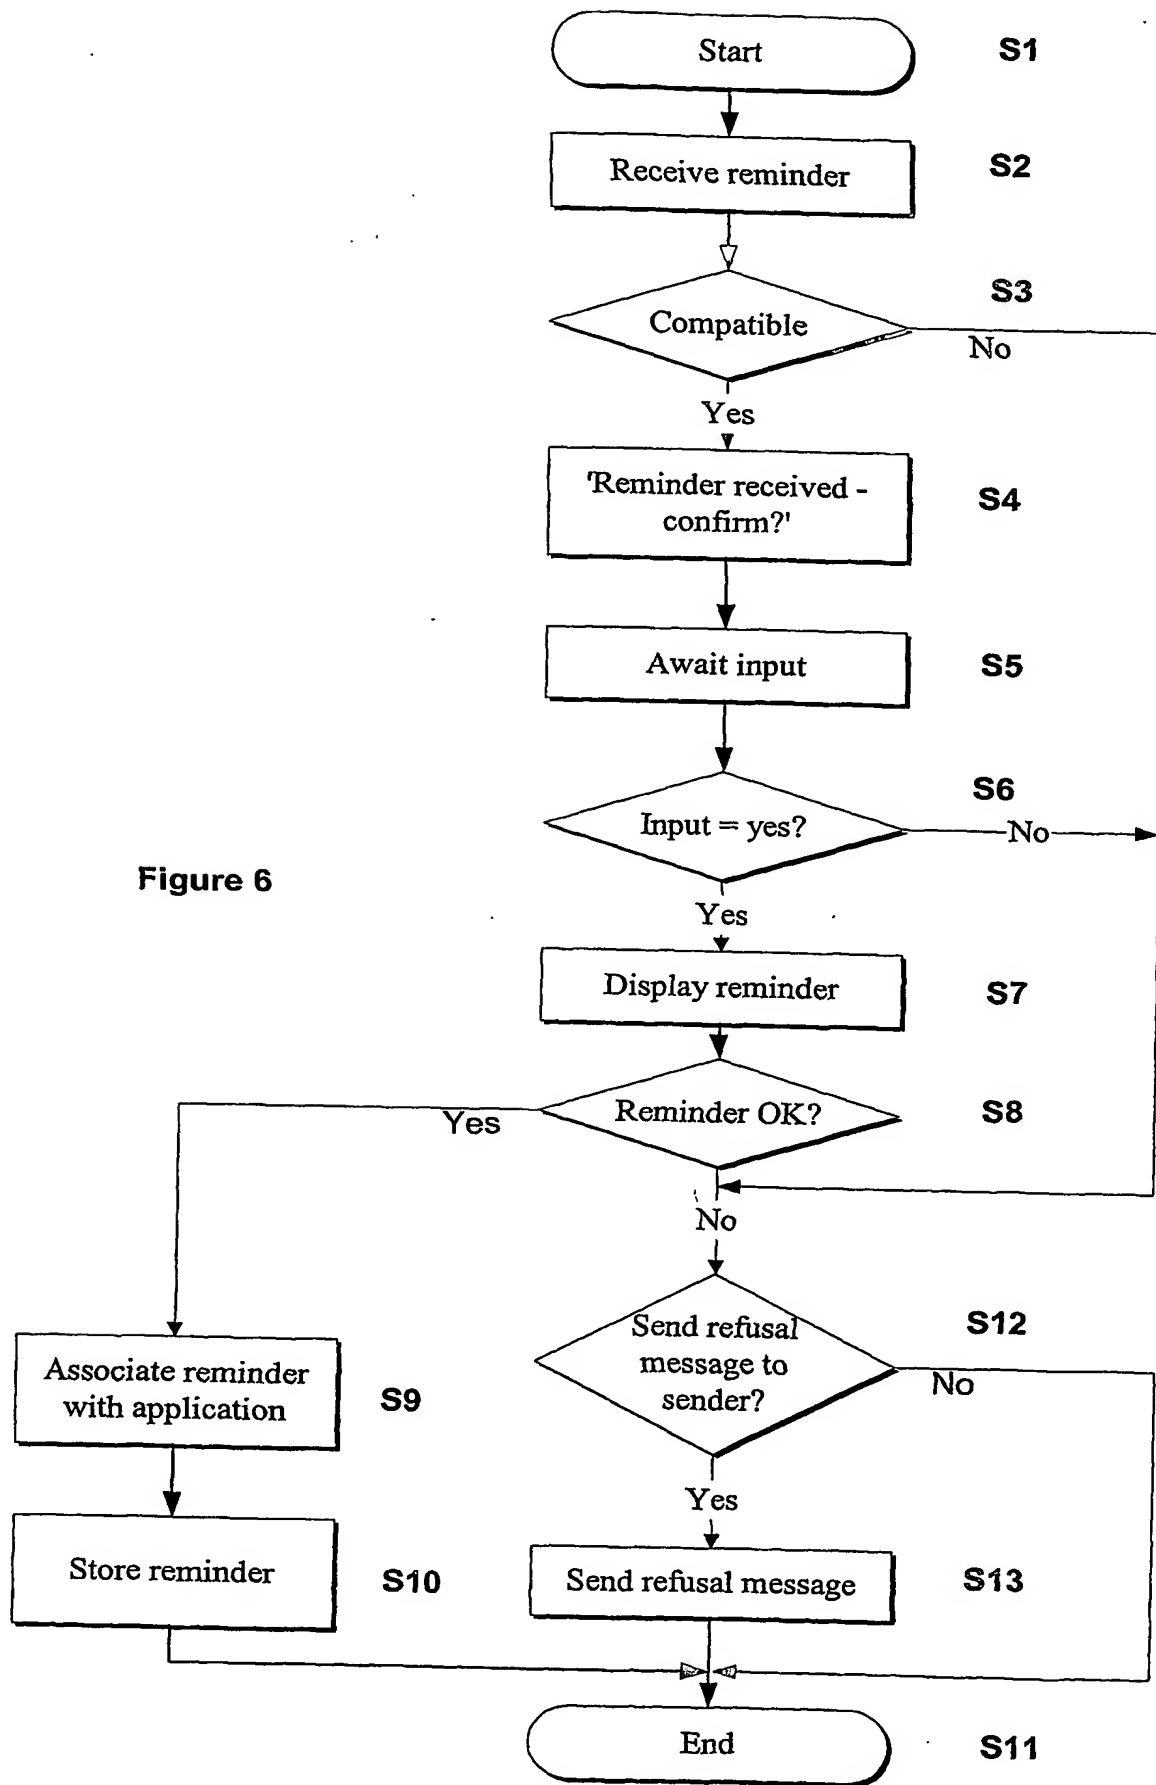 Start
S1
Receive reminder
S2
Compatible
S3
No
Yes
'Reminder received -
confirm?'
S4
Await input
S5
Input = yes?
S6
No
Figure 6
Yes
Display reminder
S7
Reminder OK?
S8
Yes
No
Send refusal
message to
sender?
S12
No
Associate reminder
with application
S9
Yes
Store reminder
S10
Send refusal message
S13
End
S11